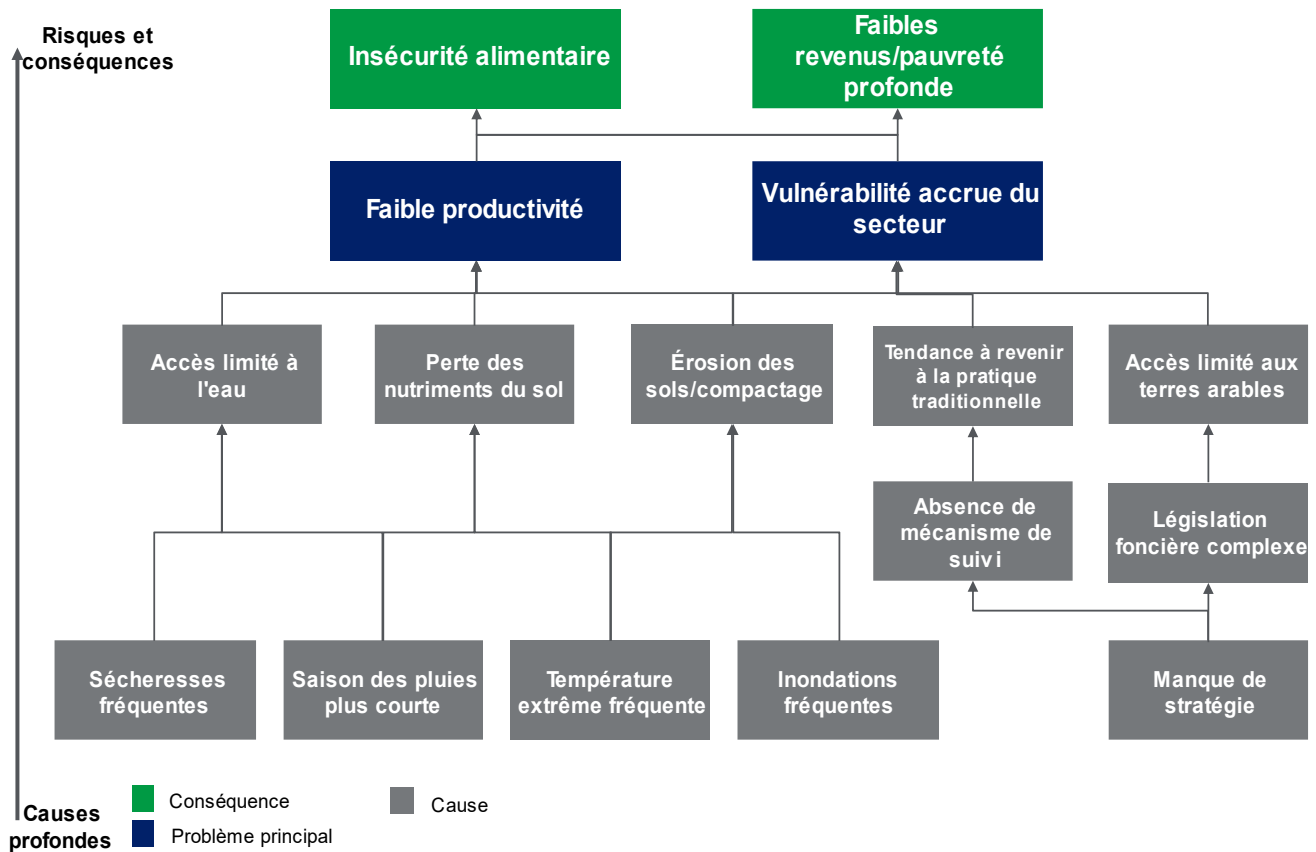 Risques et
conséquences
Insécurité alimentaire
Faibles
revenus/pauvreté
profonde
Faible productivité
Vulnérabilité accrue du
secteur
Accès limité à
l'eau
Perte des
nutriments du sol
Érosion des
sols/compactage
Tendance à revenir
à la pratique
traditionnelle
Accès limité aux
terres arables
Absence de
mécanisme de
suivi
Législation
foncière complexe
Sécheresses
fréquentes
Saison des pluies
plus courte
Température
extrême fréquente
Inondations
fréquentes
Manque de
stratégie
Causes
profondes
Conséquence
Cause
Problème principal